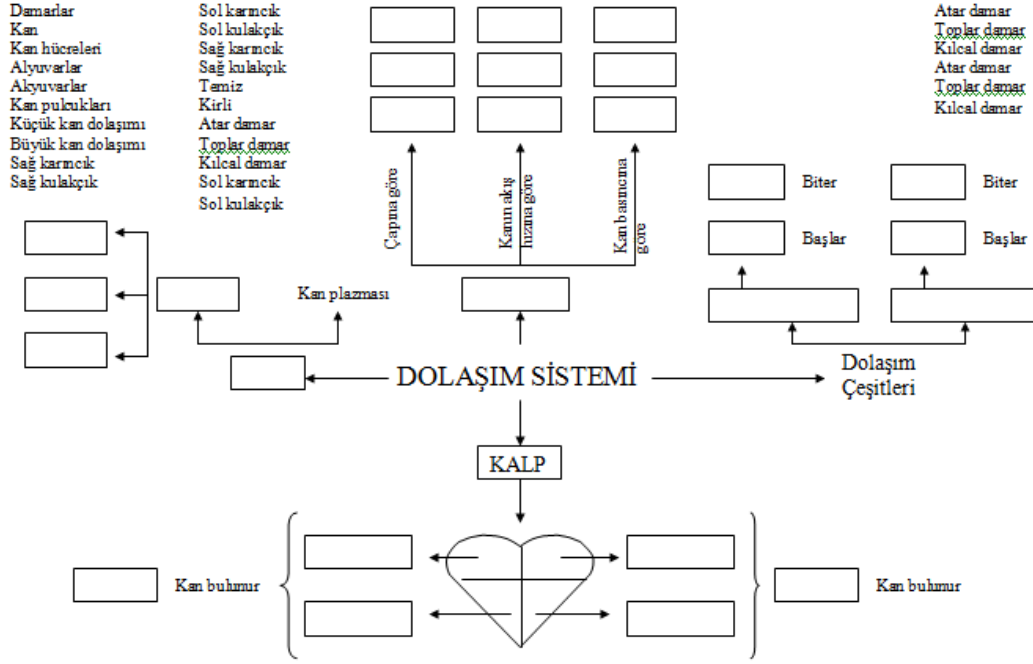 Damarlar
Kan
Kan hücreleri
Alyuvarlar
Akyuvarlar
Kan pulcukları
Küçük kan dolaşımı
Büyük kan dolaşımı
Sağ karıncık
Sağ kulakçık
Sol karıncık
Sol kulakçık
Sağ karıncık
Sağ kulakçık
Temiz
Kirli
Atar damar
Toplar damar
Kılcal damar
Sol karıncık
Sol kulakçık
Atar damar
Toplar damar
Kılcal damar
Atar damar
Toplar damar
Kılcal damar
Çapına göre
Kanın akış
hızına göre
Kan basıncına
göre
Biter
Biter
Başlar
Başlar
Kan plazması
DOLAŞIM SİSTEMİ
Dolaşım
Çeşitleri
KALP
Kan bulunur
Kan bulunur